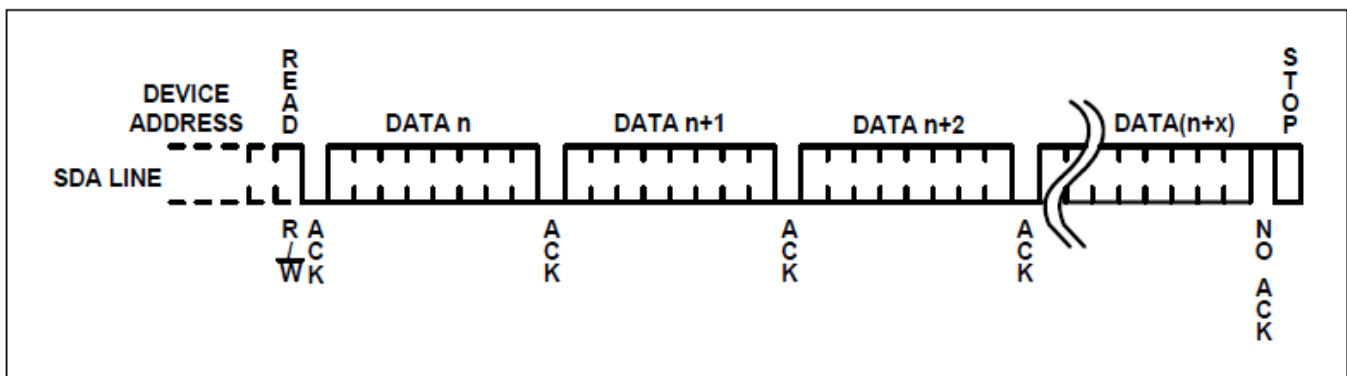 READ
STOP
DEVICE
ADDRESS
DATA n
DATA n+1
DATA n+2
DATA(n+x)
SDA LINE
R/W
ACK
ACK
ACK
ACK
NO ACK